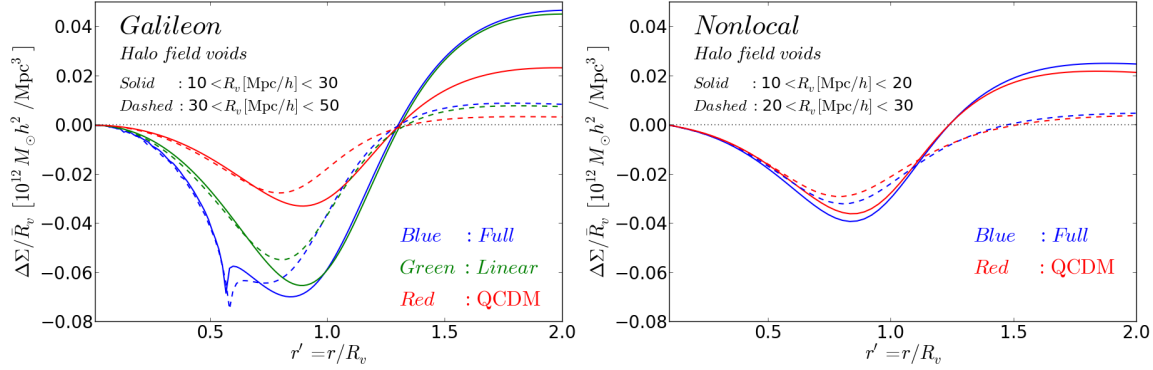 Galileon
Halo field voids
Solid : 10 <R_v[Mpc/h] < 30
Dashed : 30 <R_v[Mpc/h] < 50
0.04
0.02
0.00
−0.02
−0.04
−0.06
−0.08
ΔΣ/R̄_v [10^12 M_⊙ h^2 /Mpc^3]
Blue : Full
Green : Linear
Red : QCDM
0.5 1.0 1.5 2.0
r′ = r/R_v
Nonlocal
Halo field voids
Solid : 10 <R_v[Mpc/h] < 20
Dashed : 20 <R_v[Mpc/h] < 30
0.04
0.02
0.00
−0.02
−0.04
−0.06
−0.08
ΔΣ/R̄_v [10^12 M_⊙ h^2 /Mpc^3]
Blue : Full
Red : QCDM
0.5 1.0 1.5 2.0
r′ = r/R_v